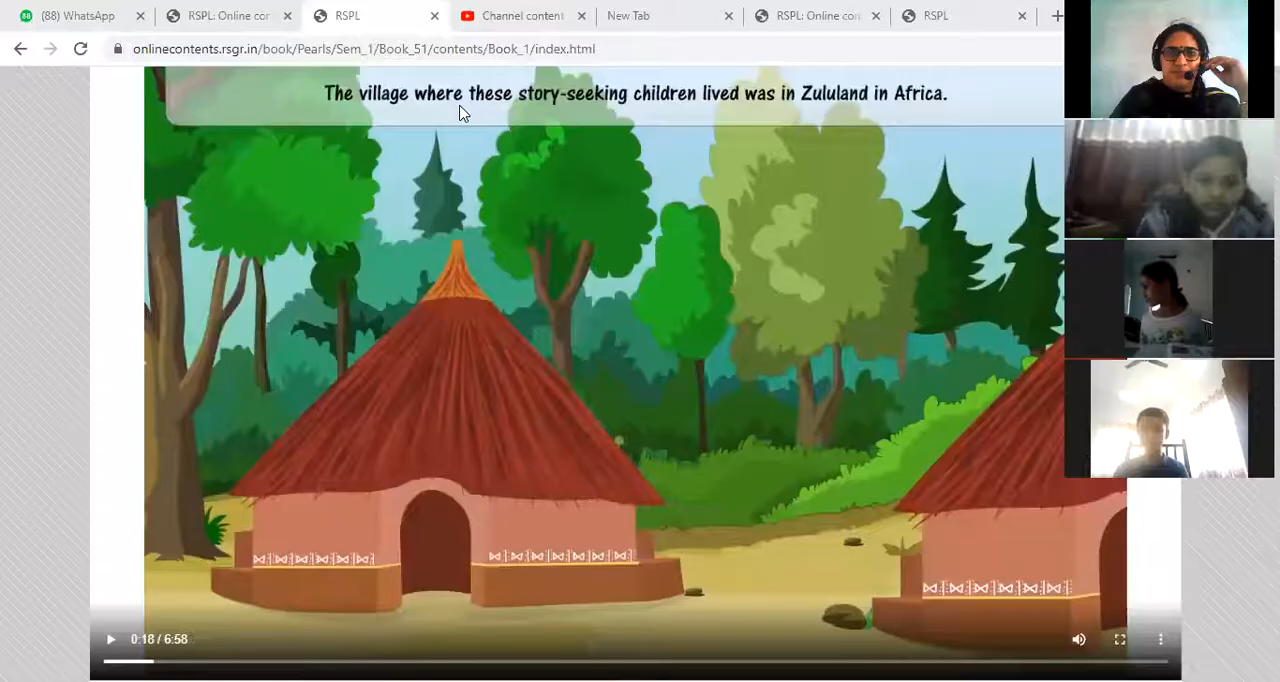 (88) WhatsApp
RSPL: Online cor
RSPL
Channel content
New Tab
RSPL: Online con
RSPL
onlinecontents.rsgr.in/book/Pearls/Sem_1/Book_51/contents/Book_1/index.html
The village where these story-seeking children lived was in Zululand in Africa.
0:18 / 6:58